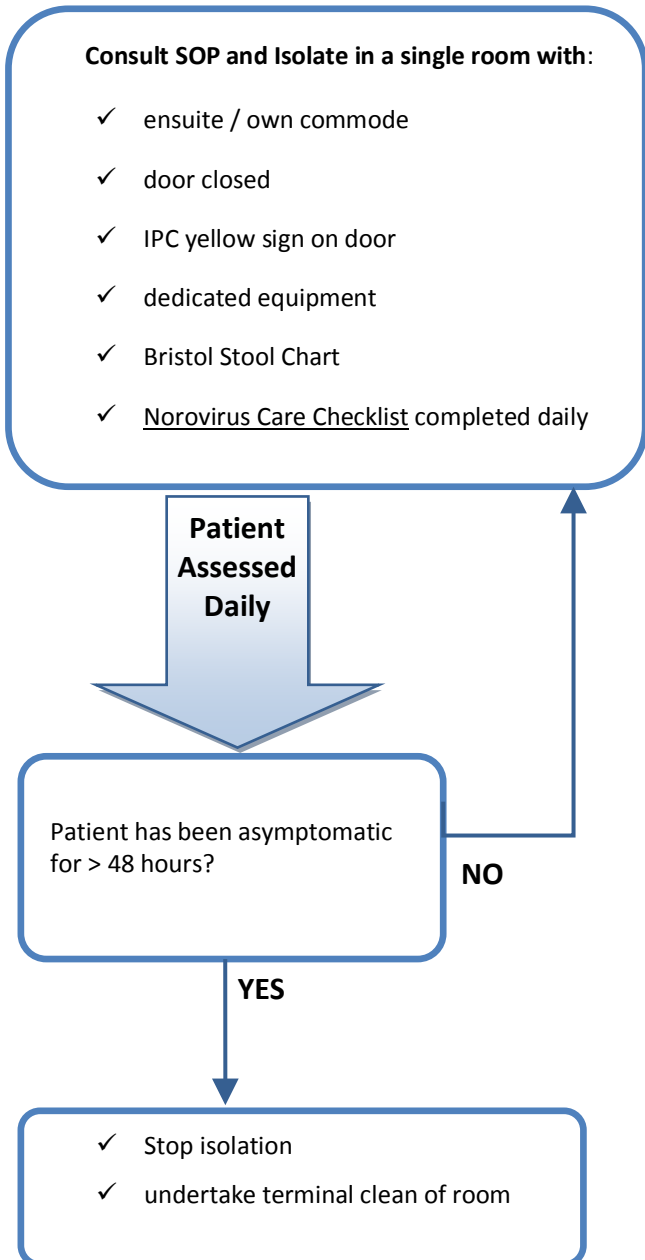 Consult SOP and Isolate in a single room with:
✓ ensuite / own commode
✓ door closed
✓ IPC yellow sign on door
✓ dedicated equipment
✓ Bristol Stool Chart
✓ Norovirus Care Checklist completed daily
Patient
Assessed
Daily
Patient has been asymptomatic
for > 48 hours?
NO
YES
✓ Stop isolation
✓ undertake terminal clean of room